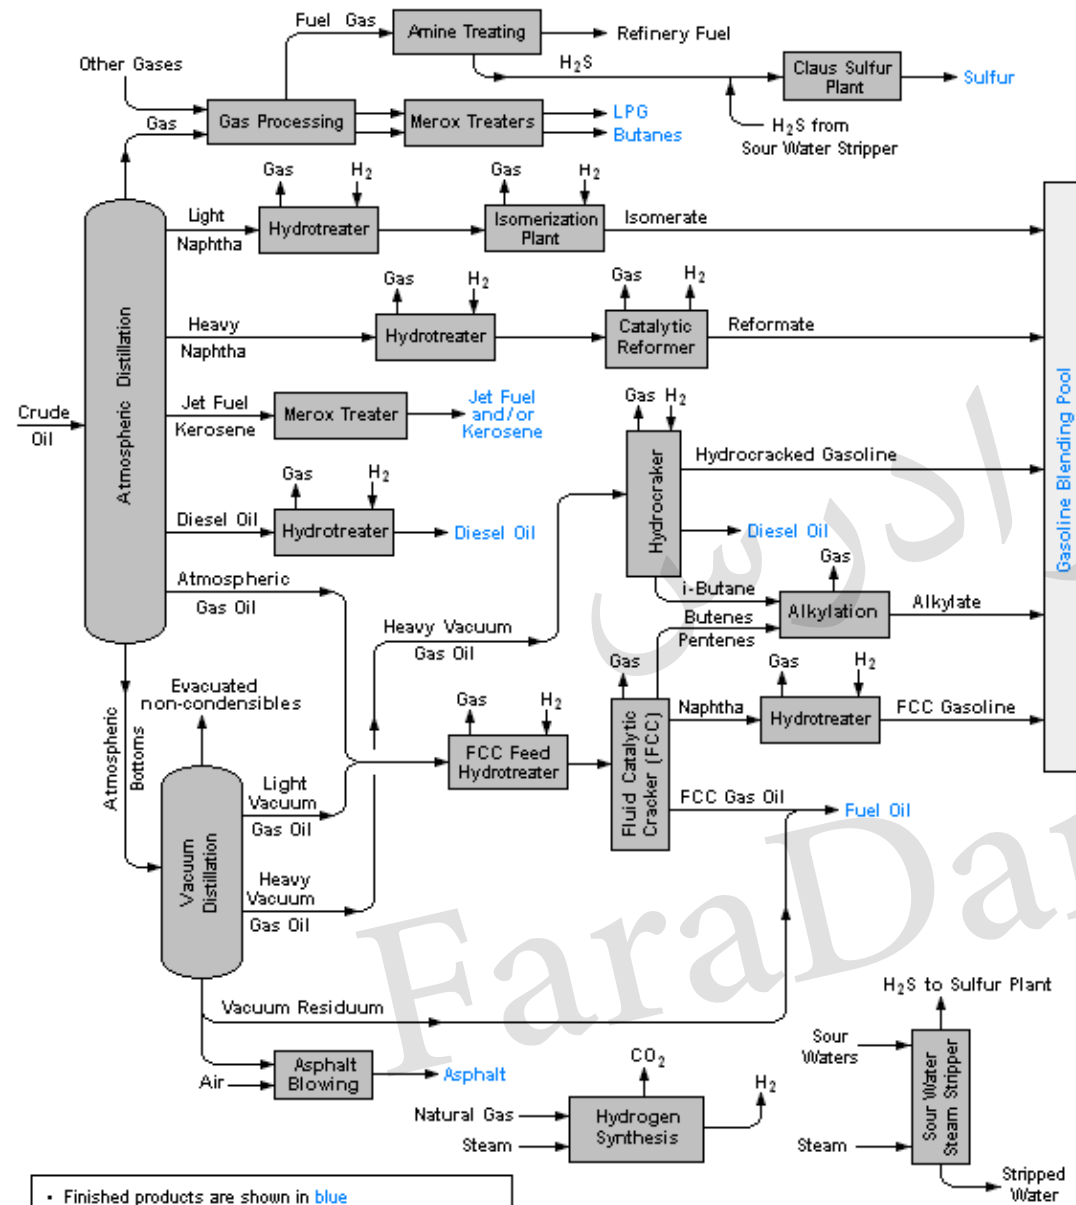 Fuel Gas
Amine Treating
Refinery Fuel
H₂S
Other Gases
Claus Sulfur
Plant
Sulfur
Gas
Gas Processing
Merox Treaters
LPG
Butanes
H₂S from
Sour Water Stripper
Gas
H₂
Gas
H₂
Light
Naphtha
Hydrotreater
Isomerization
Plant
Isomerate
Gas
H₂
Gas
H₂
Heavy
Naphtha
Hydrotreater
Catalytic
Reformer
Reformate
Atmospheric Distillation
Gasoline Blending Pool
Crude
Oil
Jet Fuel
Kerosene
Merox Treater
Jet Fuel
and/or
Kerosene
Gas
H₂
Hydrocraker
Hydrocracked Gasoline
Gas
H₂
Diesel Oil
Hydrotreater
Diesel Oil
Diesel Oil
Gas
i-Butane
Atmospheric
Gas Oil
Butenes
Pentenes
Alkylation
Alkylate
Heavy Vacuum
Gas Oil
Evacuated
non-condensibles
Gas
H₂
Gas
Gas
H₂
Atmospheric
Bottoms
FCC Feed
Hydrotreater
Fluid Catalytic
Cracker (FCC)
Naphtha
Hydrotreater
FCC Gasoline
Light
Vacuum
Gas Oil
FCC Gas Oil
Fuel Oil
Vacuum
Distillation
Heavy
Vacuum
Gas Oil
Vacuum Residuum
H₂S to Sulfur Plant
Sour
Waters
Sour Water
Steam Stripper
Air
Asphalt
Blowing
Asphalt
CO₂
H₂
Natural Gas
Steam
Hydrogen
Synthesis
Steam
Stripped
Water
• Finished products are shown in blue